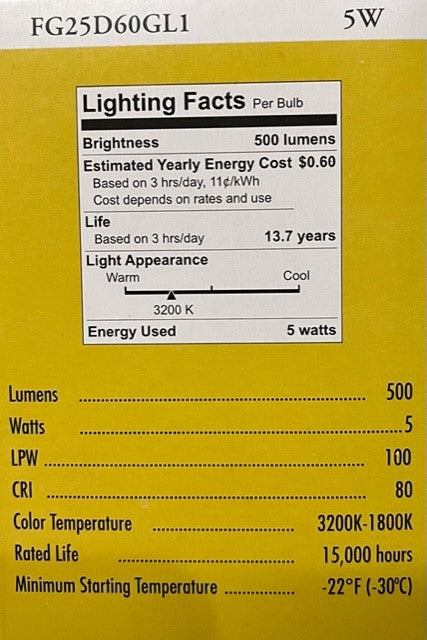 FG25D60GL1 5W
Lighting Facts Per Bulb
Brightness 500 lumens
Estimated Yearly Energy Cost $0.60
Based on 3 hrs/day, 11¢/kWh
Cost depends on rates and use
Life
Based on 3 hrs/day 13.7 years
Light Appearance
Warm Cool
3200 K
Energy Used 5 watts
Lumens ........................ 500
Watts ........................ 5
LPW ........................ 100
CRI ........................ 80
Color Temperature ........................ 3200K-1800K
Rated Life ........................ 15,000 hours
Minimum Starting Temperature .............. -22°F (-30°C)